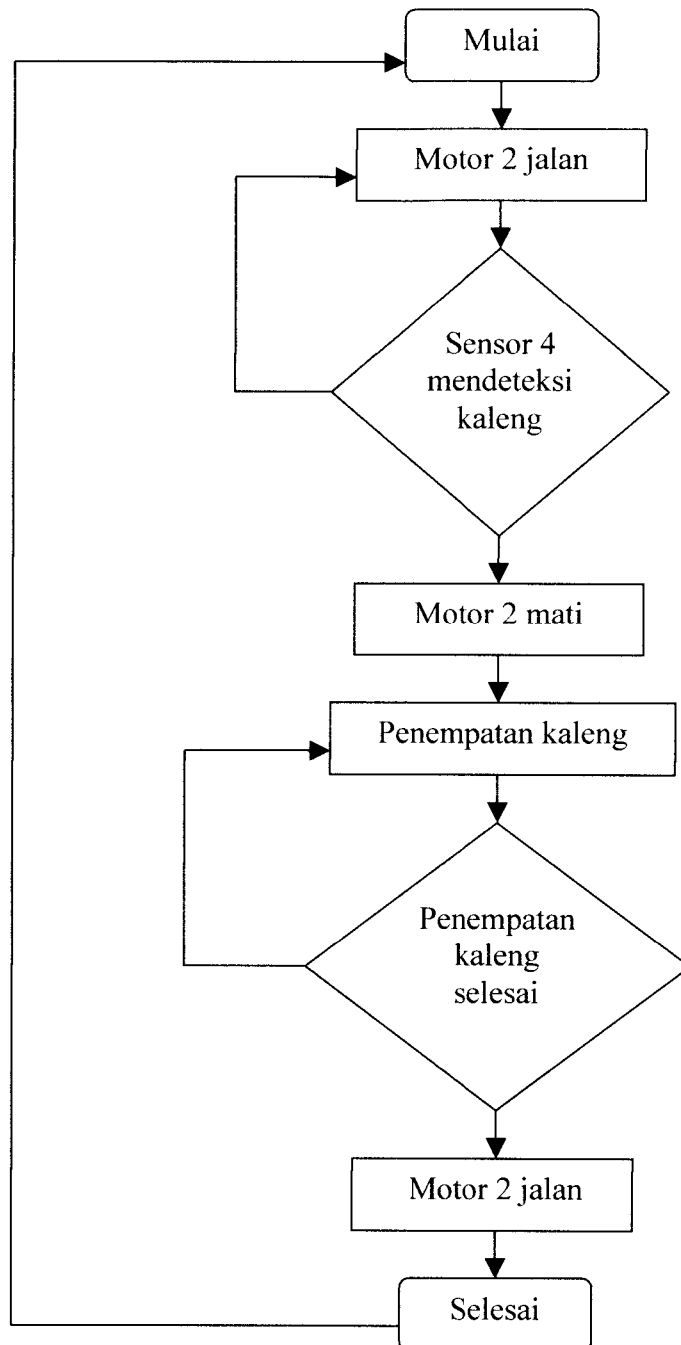 Mulai
Motor 2 jalan
Sensor 4
mendeteksi
kaleng
Motor 2 mati
Penempatan kaleng
Penempatan
kaleng
selesai
Motor 2 jalan
Selesai